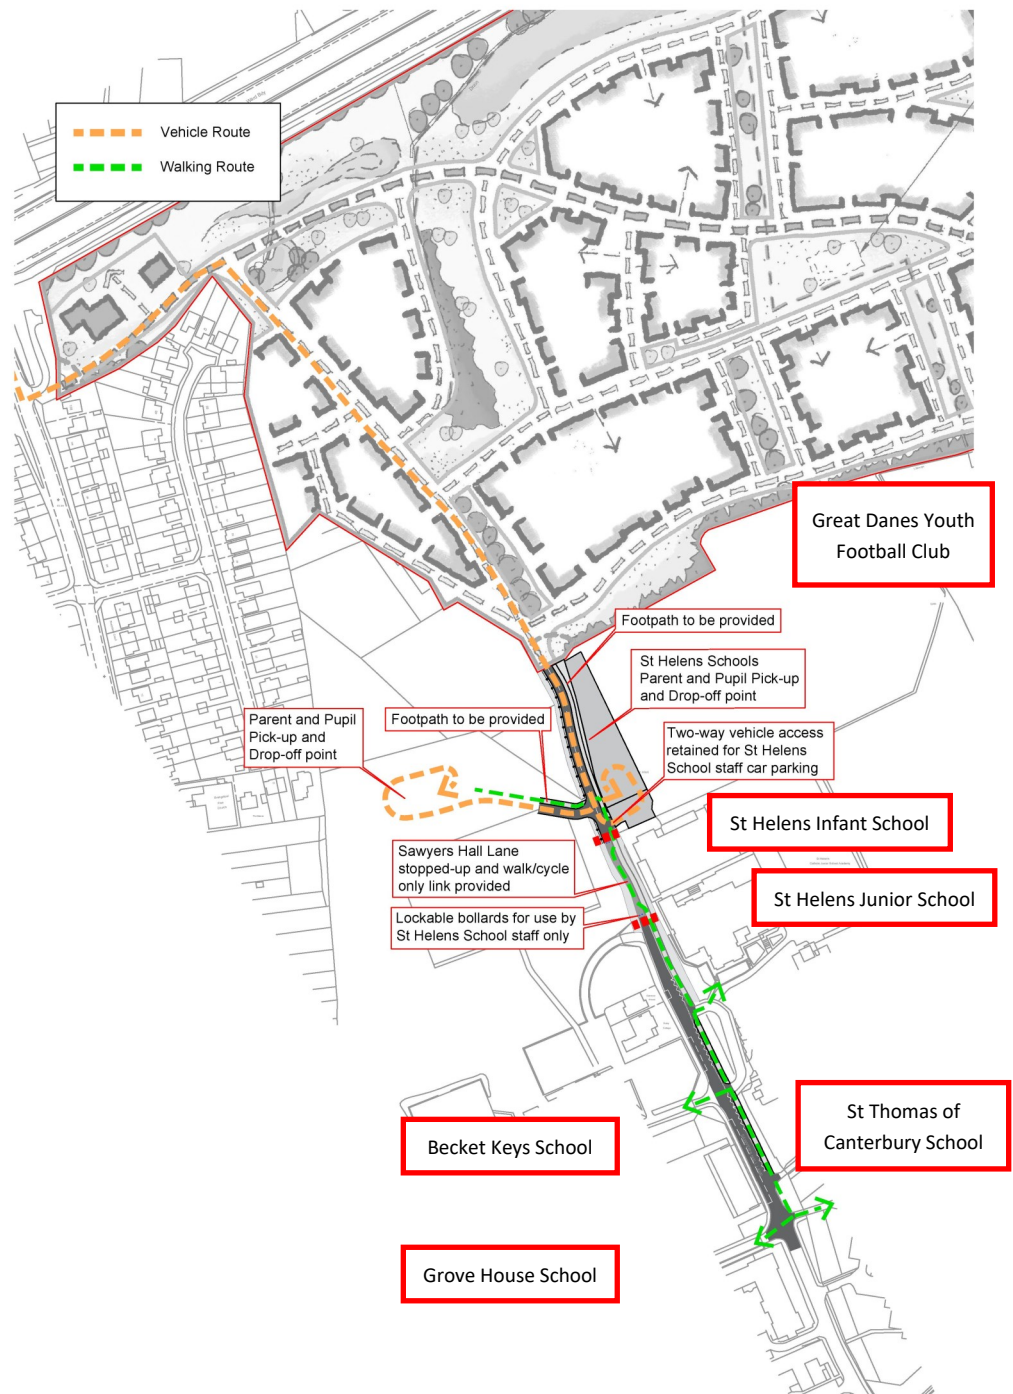 Vehicle Route
Walking Route
Great Danes Youth
Football Club
Footpath to be provided
St Helens Schools
Parent and Pupil Pick-up
and Drop-off point
Parent and Pupil
Pick-up and
Drop-off point
Footpath to be provided
Two-way vehicle access
retained for St Helens
School staff car parking
St Helens Infant School
Sawyers Hall Lane
stopped-up and walk/cycle
only link provided
St Helens Junior School
Lockable bollards for use by
St Helens School staff only
St Thomas of
Canterbury School
Becket Keys School
Grove House School